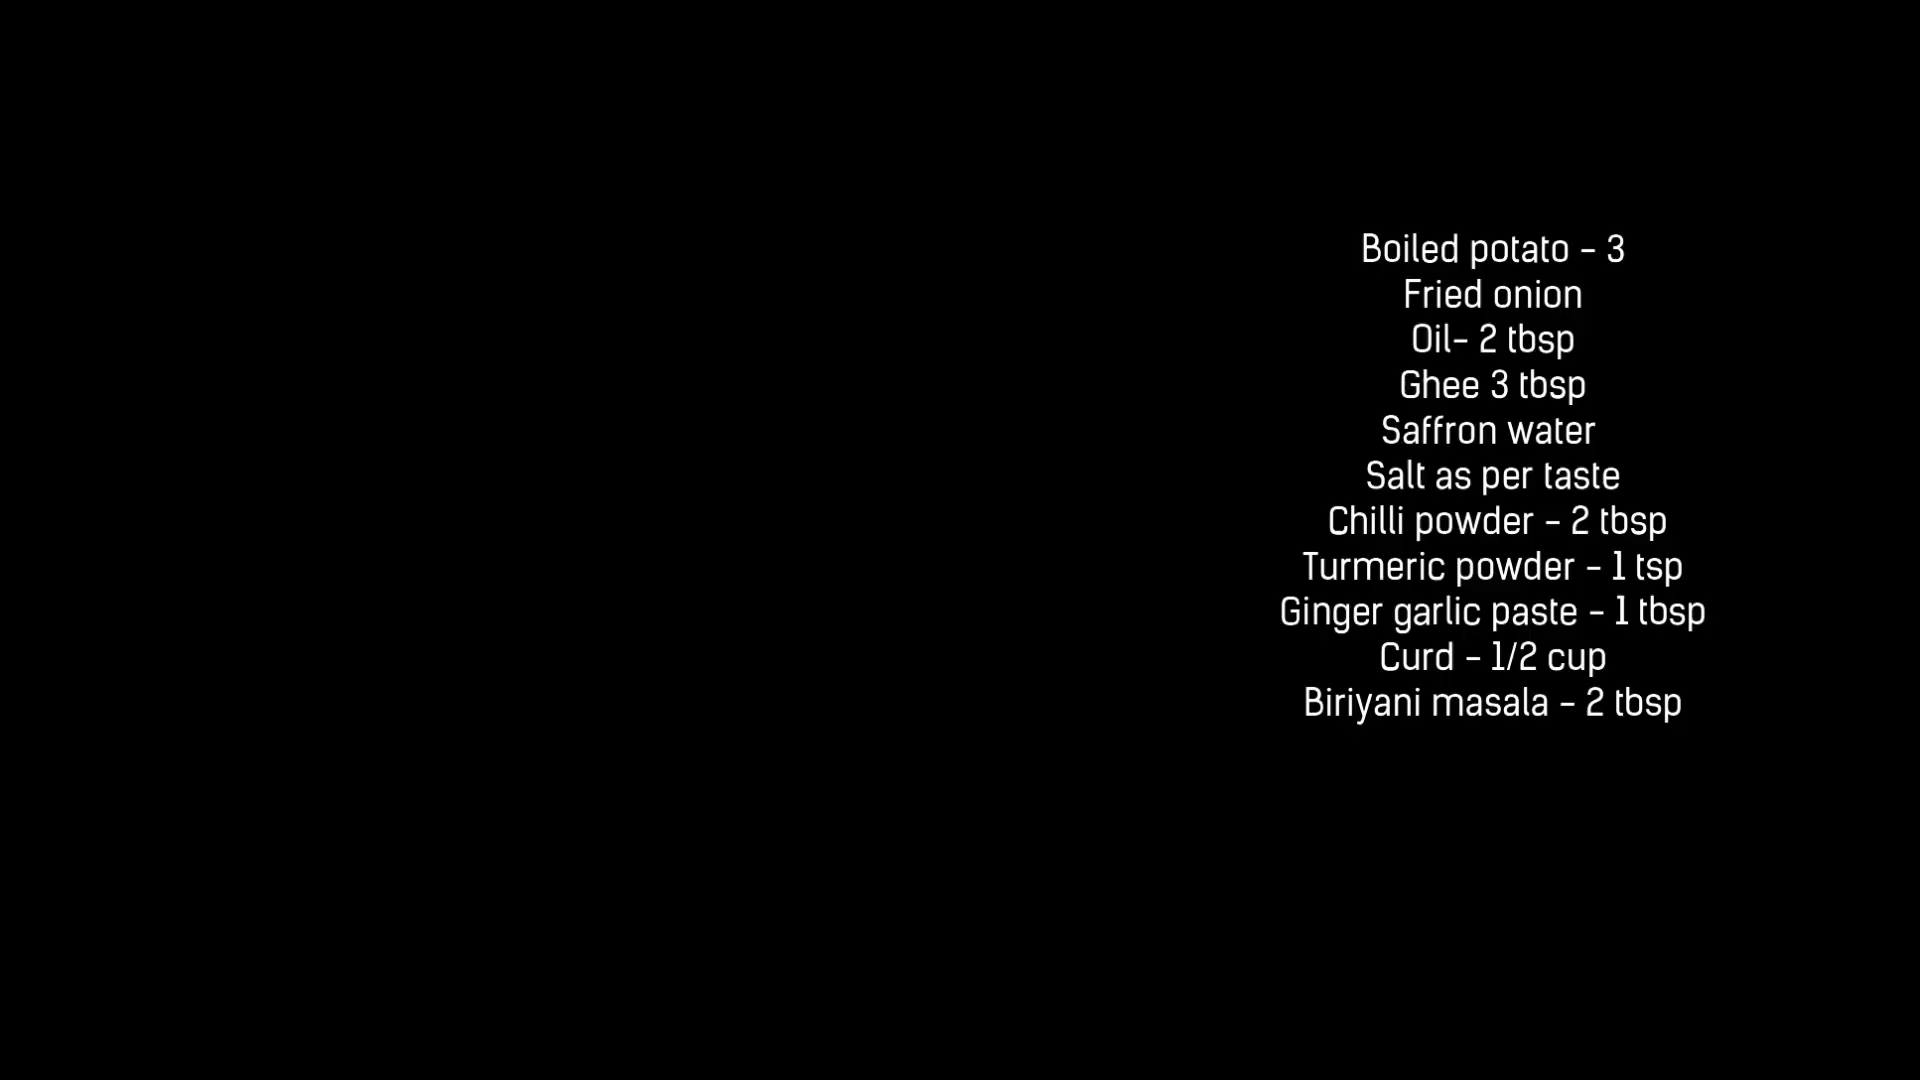 Boiled potato - 3
Fried onion
Oil- 2 tbsp
Ghee 3 tbsp
Saffron water
Salt as per taste
Chilli powder - 2 tbsp
Turmeric powder - 1 tsp
Ginger garlic paste - 1 tbsp
Curd - 1/2 cup
Biriyani masala - 2 tbsp